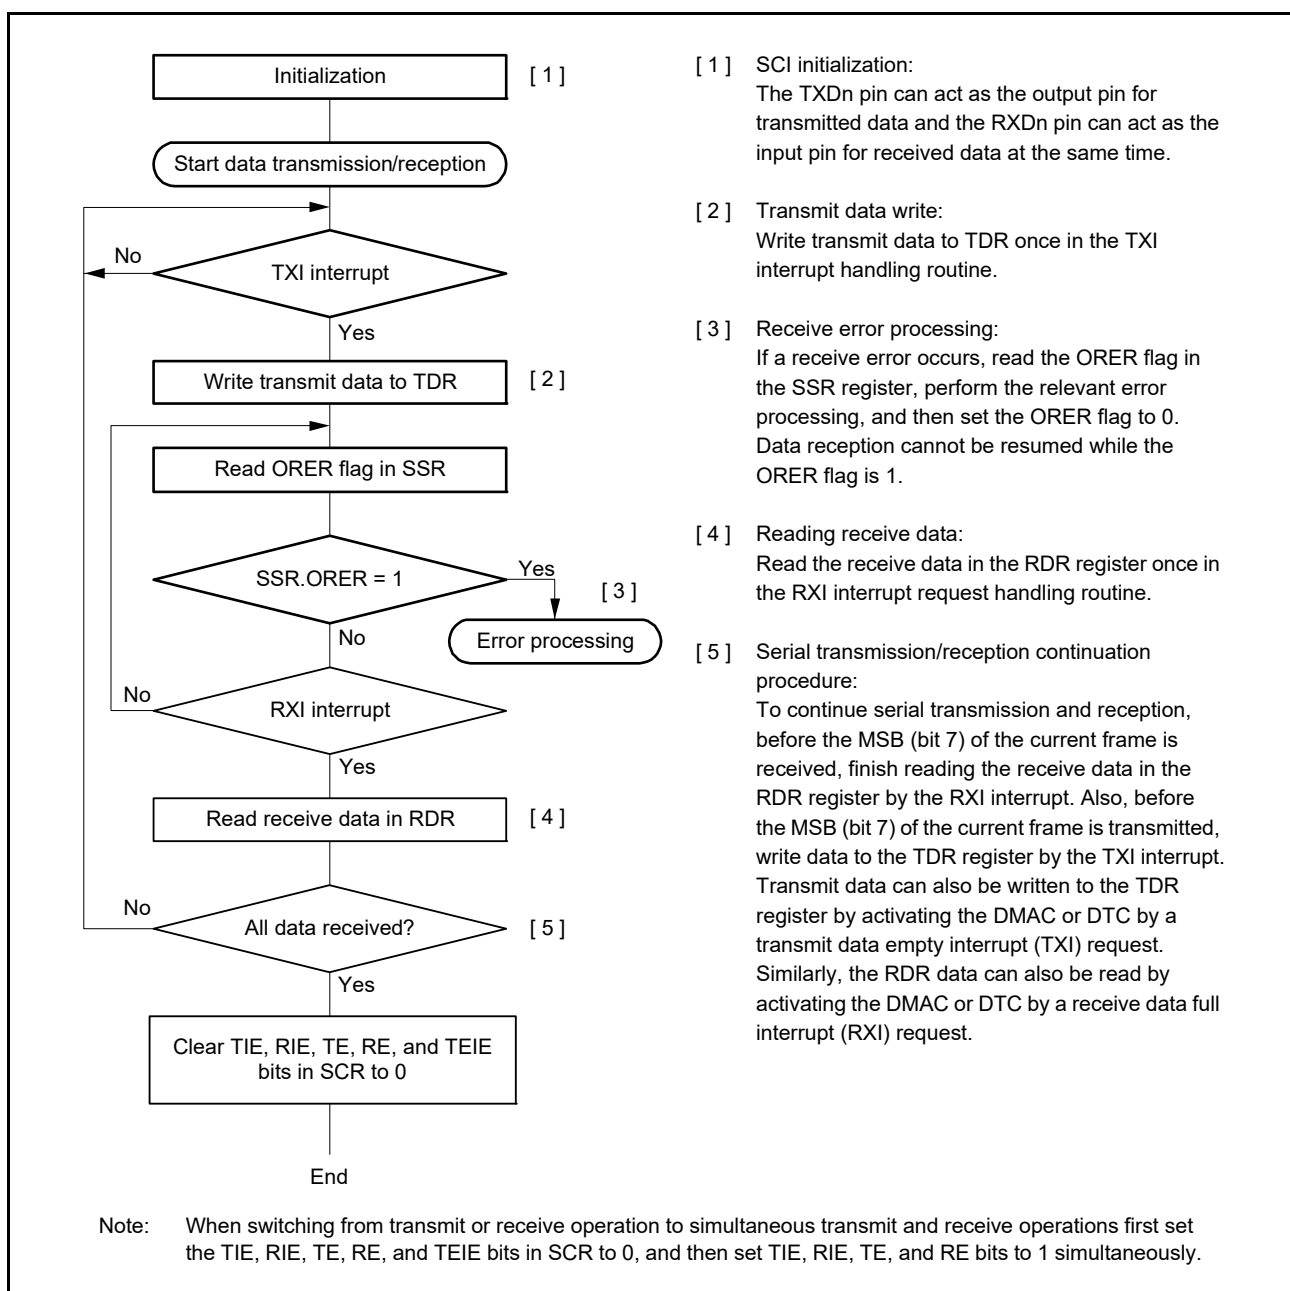 Initialization
[ 1 ]
Start data transmission/reception
No
TXI interrupt
Yes
Write transmit data to TDR
[ 2 ]
Read ORER flag in SSR
SSR.ORER = 1
Yes
[ 3 ]
Error processing
No
No
RXI interrupt
Yes
Read receive data in RDR
[ 4 ]
No
All data received?
[ 5 ]
Yes
Clear TIE, RIE, TE, RE, and TEIE
bits in SCR to 0
End
[ 1 ] SCI initialization:
The TXDn pin can act as the output pin for
transmitted data and the RXDn pin can act as the
input pin for received data at the same time.
[ 2 ] Transmit data write:
Write transmit data to TDR once in the TXI
interrupt handling routine.
[ 3 ] Receive error processing:
If a receive error occurs, read the ORER flag in
the SSR register, perform the relevant error
processing, and then set the ORER flag to 0.
Data reception cannot be resumed while the
ORER flag is 1.
[ 4 ] Reading receive data:
Read the receive data in the RDR register once in
the RXI interrupt request handling routine.
[ 5 ] Serial transmission/reception continuation
procedure:
To continue serial transmission and reception,
before the MSB (bit 7) of the current frame is
received, finish reading the receive data in the
RDR register by the RXI interrupt. Also, before
the MSB (bit 7) of the current frame is transmitted,
write data to the TDR register by the TXI interrupt.
Transmit data can also be written to the TDR
register by activating the DMAC or DTC by a
transmit data empty interrupt (TXI) request.
Similarly, the RDR data can also be read by
activating the DMAC or DTC by a receive data full
interrupt (RXI) request.
Note: When switching from transmit or receive operation to simultaneous transmit and receive operations first set
the TIE, RIE, TE, RE, and TEIE bits in SCR to 0, and then set TIE, RIE, TE, and RE bits to 1 simultaneously.